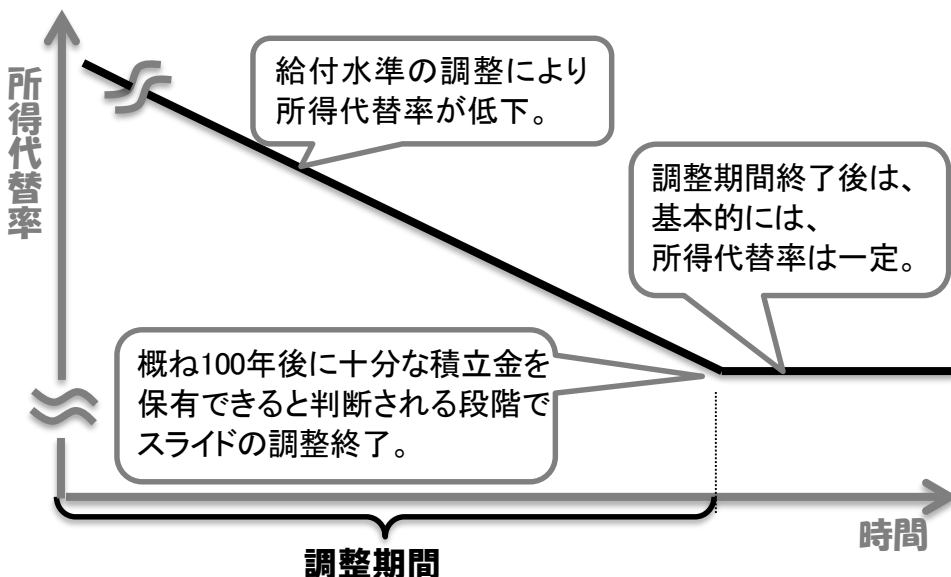 所得代替率
給付水準の調整により
所得代替率が低下。
調整期間終了後は、
基本的には、
所得代替率は一定。
概ね100年後に十分な積立金を
保有できると判断される段階で
スライドの調整終了。
時間
調整期間